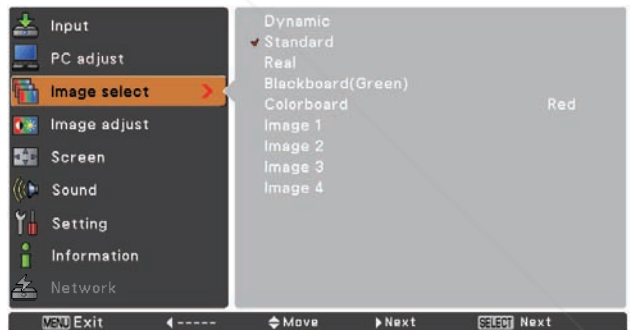 Input
PC adjust
Image select
Image adjust
Screen
Sound
Setting
Information
Network
Dynamic
Standard
Real
Blackboard(Green)
Colorboard Red
Image 1
Image 2
Image 3
Image 4
MENU Exit ----- Move Next SELECT Next